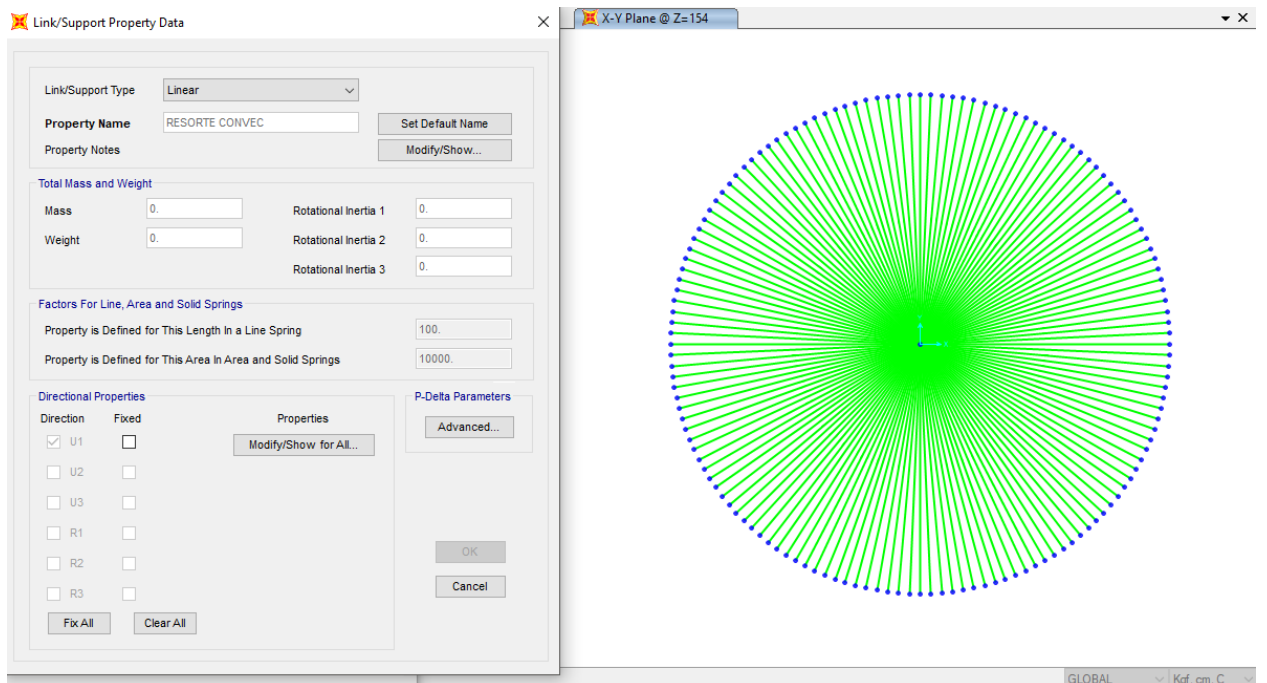 Link/Support Property Data
X-Y Plane @ Z=154
Link/Support Type Linear
Property Name RESORTE CONVEC Set Default Name
Property Notes Modify/Show...
Total Mass and Weight
Mass 0. Rotational Inertia 1 0.
Weight 0. Rotational Inertia 2 0.
Rotational Inertia 3 0.
Factors For Line, Area and Solid Springs
Property is Defined for This Length In a Line Spring 100.
Property is Defined for This Area In Area and Solid Springs 10000.
Directional Properties P-Delta Parameters
Direction Fixed Properties Advanced...
U1 Modify/Show for All...
U2
U3
R1
R2 OK
R3 Cancel
Fix All Clear All
GLOBAL Kgf, cm, C